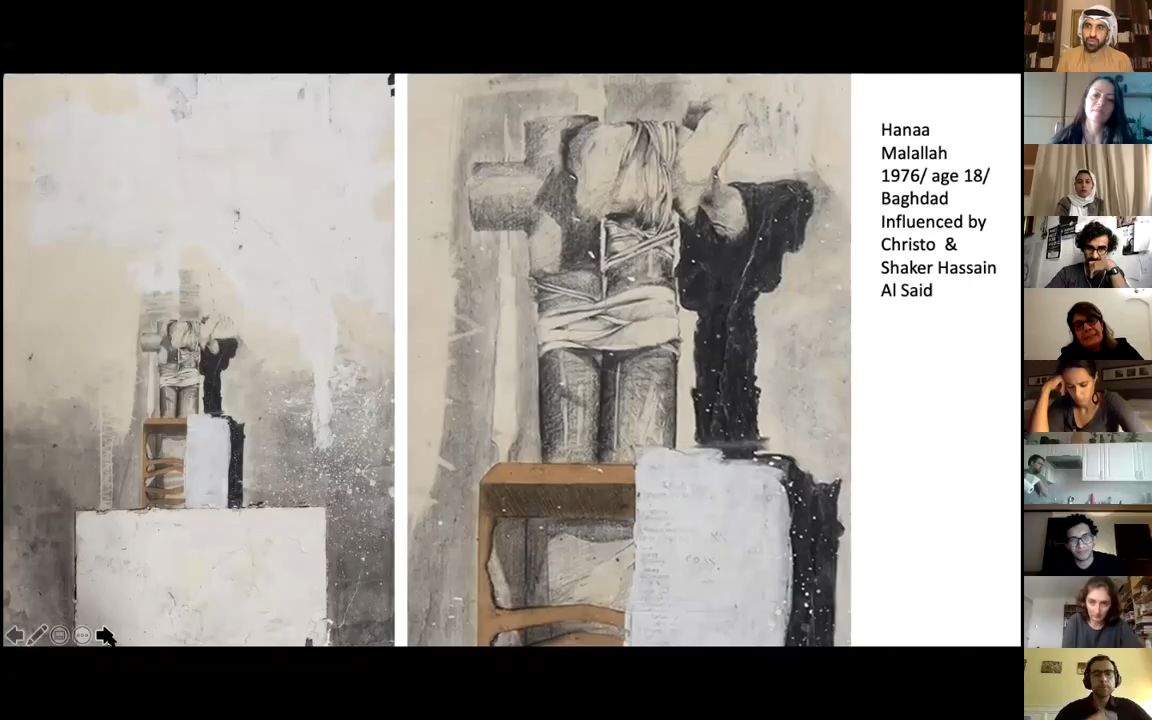 Hanaa
Malallah
1976/ age 18/
Baghdad
Influenced by
Christo &
Shaker Hassain
Al Said